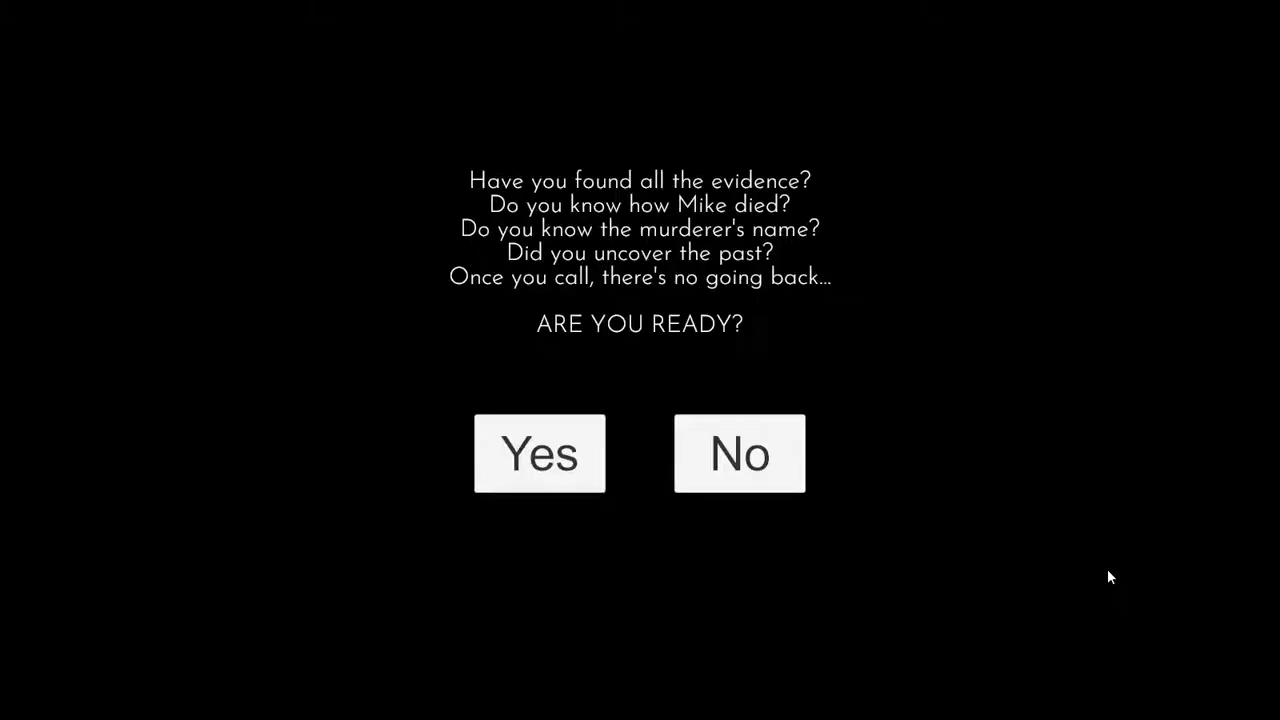 Have you found all the evidence?
Do you know how Mike died?
Do you know the murderer's name?
Did you uncover the past?
Once you call, there's no going back...
ARE YOU READY?
Yes No